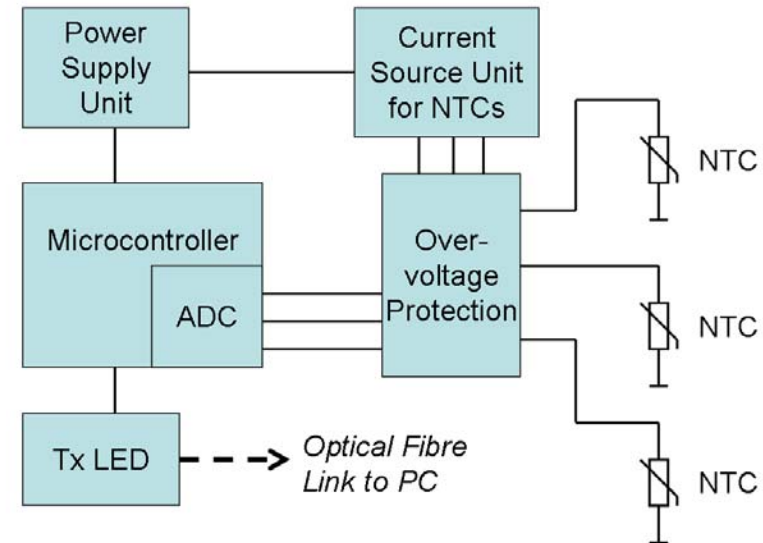 Power
Supply
Unit
Current
Source Unit
for NTCs
NTC
Microcontroller
ADC
Over-
voltage
Protection
NTC
Tx LED
Optical Fibre
Link to PC
NTC